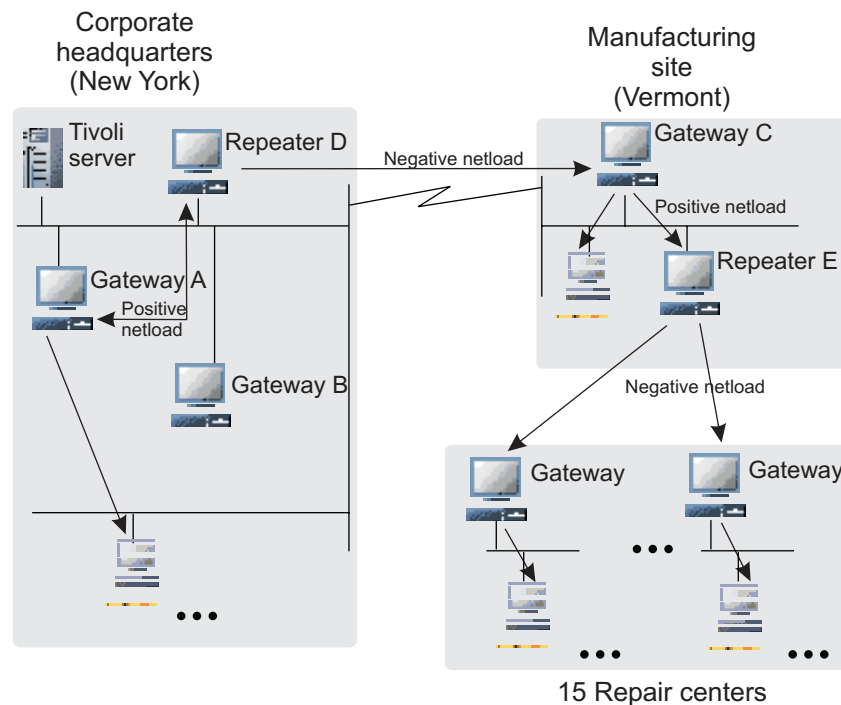 Corporate
headquarters
(New York)
Manufacturing
site
(Vermont)
Tivoli
server
Repeater D
Negative netload
Gateway C
Positive netload
Repeater E
Gateway A
Positive
netload
Gateway B
Negative netload
Gateway
Gateway
15 Repair centers